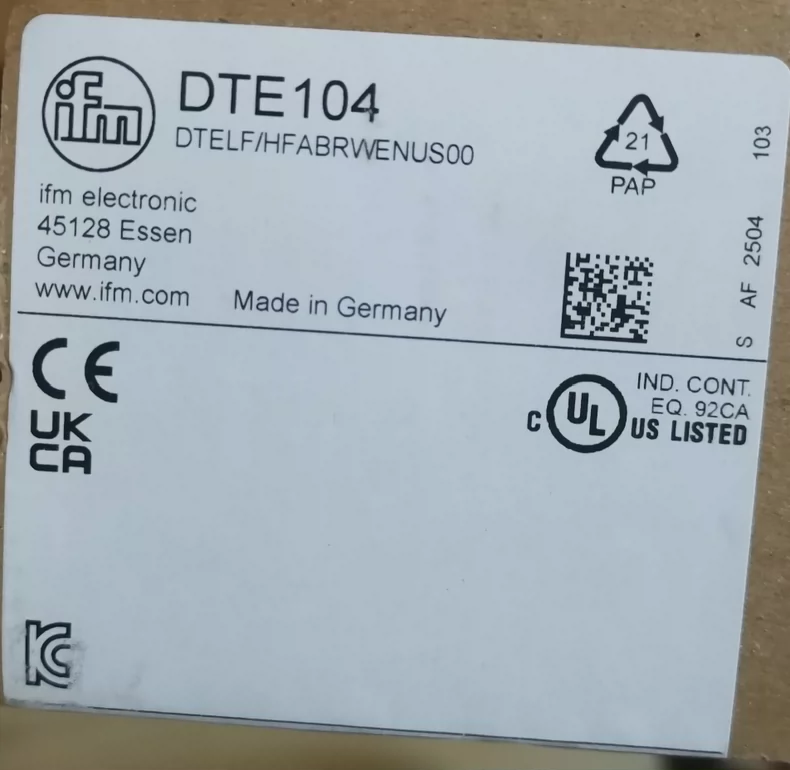 ifm
DTE104
DTELF/HFABRWENUS00
21
PAP
103
S AF 2504
ifm electronic
45128 Essen
Germany
www.ifm.com Made in Germany
CE
UK
CA
C UL US LISTED
IND. CONT.
EQ. 92CA
KC